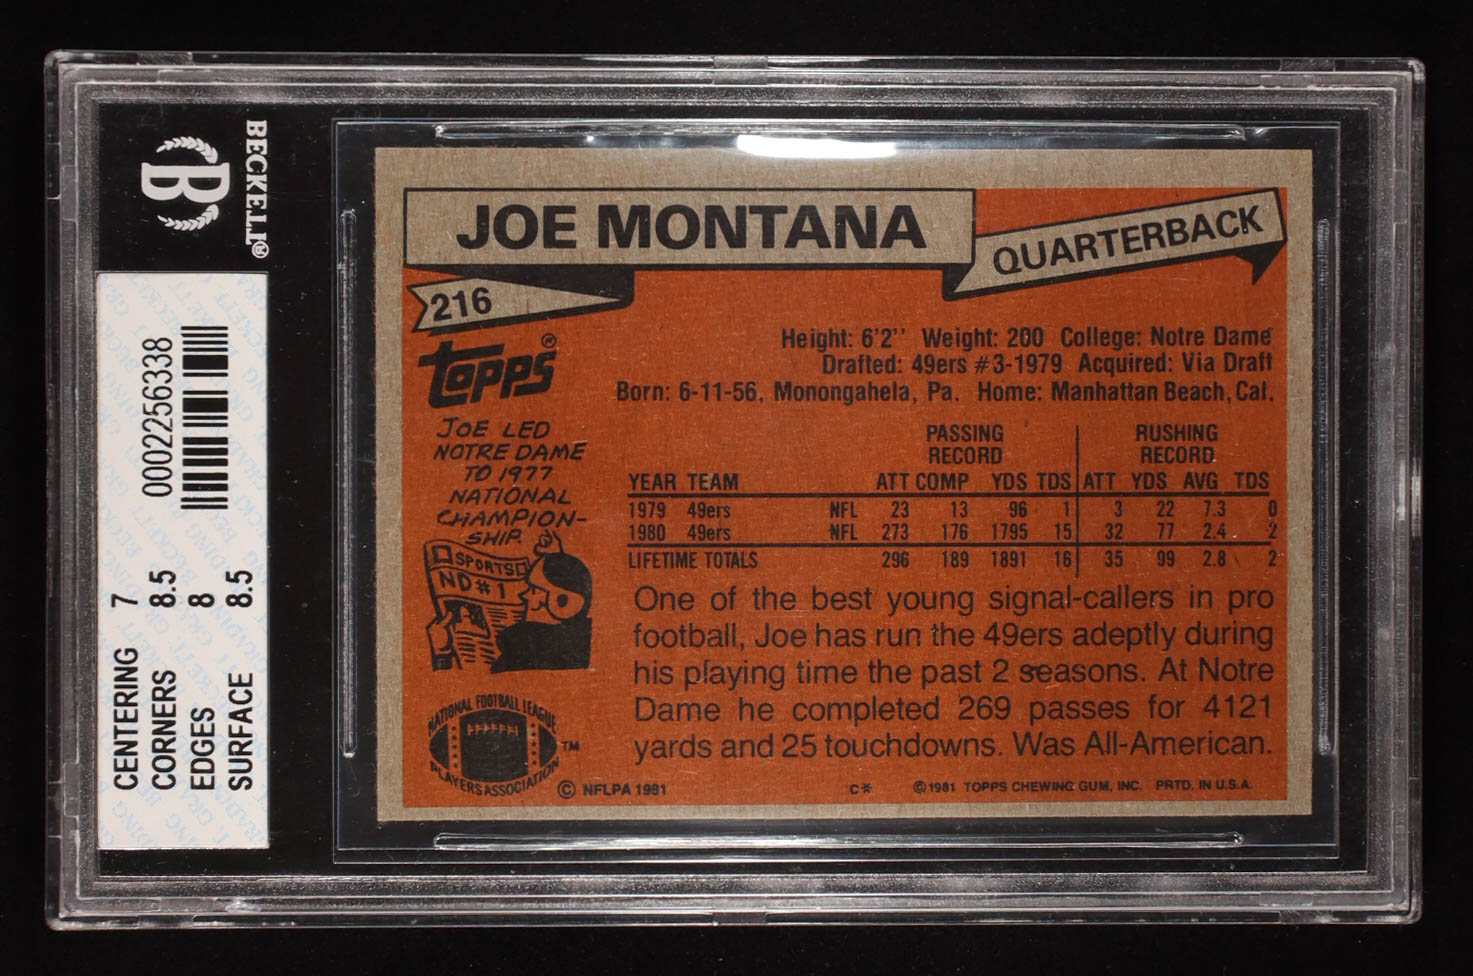 BECKELL®
B
0002256338
CENTERING 7
CORNERS 8.5
EDGES 8
SURFACE 8.5
JOE MONTANA
QUARTERBACK
216
Topps®
Height: 6'2'' Weight: 200 College: Notre Dame
Drafted: 49ers #3-1979 Acquired: Via Draft
Born: 6-11-56, Monongahela, Pa. Home: Manhattan Beach, Cal.
JOE LED
NOTRE DAME
TO 1977
NATIONAL
CHAMPION-
SHIP.
SPORTS
ND #1
PASSING RUSHING
RECORD RECORD
YEAR TEAM ATT COMP YDS TDS ATT YDS AVG TDS
1979 49ers NFL 23 13 96 1 3 22 7.3 0
1980 49ers NFL 273 176 1795 15 32 77 2.4 2
LIFETIME TOTALS 296 189 1891 16 35 99 2.8 2
One of the best young signal-callers in pro
football, Joe has run the 49ers adeptly during
his playing time the past 2 seasons. At Notre
Dame he completed 269 passes for 4121
yards and 25 touchdowns. Was All-American.
NATIONAL FOOTBALL LEAGUE
PLAYERS ASSOCIATION
TM
© NFLPA 1981
C*
©1981 TOPPS CHEWING GUM, INC. PRTD. IN U.S.A.